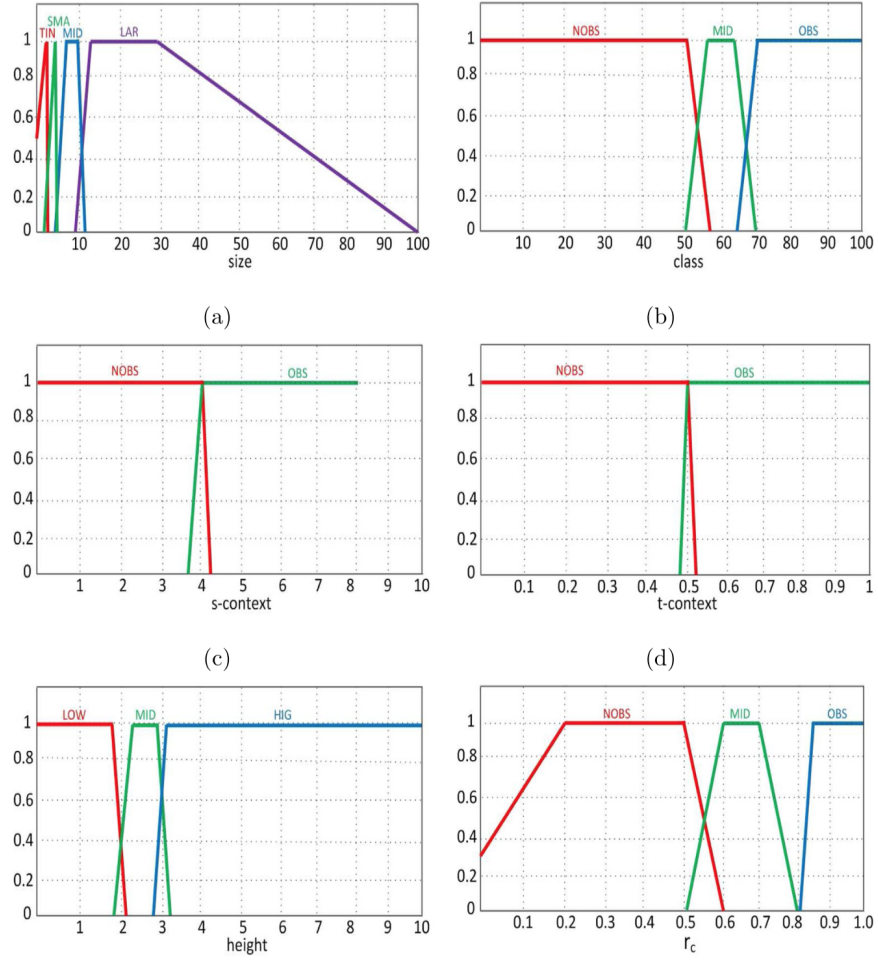 SMA
TIN MID LAR
1
0.8
0.6
0.4
0.2
0
10 20 30 40 50 60 70 80 90 100
size
(a)
NOBS MID OBS
1
0.8
0.6
0.4
0.2
0
10 20 30 40 50 60 70 80 90 100
class
(b)
NOBS OBS
1
0.8
0.6
0.4
0.2
0
1 2 3 4 5 6 7 8 9 10
s-context
(c)
NOBS OBS
1
0.8
0.6
0.4
0.2
0
0.1 0.2 0.3 0.4 0.5 0.6 0.7 0.8 0.9 1
t-context
(d)
LOW MID HIG
1
0.8
0.6
0.4
0.2
0
1 2 3 4 5 6 7 8 9 10
height
NOBS MID OBS
1
0.8
0.6
0.4
0.2
0
0.1 0.2 0.3 0.4 0.5 0.6 0.7 0.8 0.9 1.0
rc